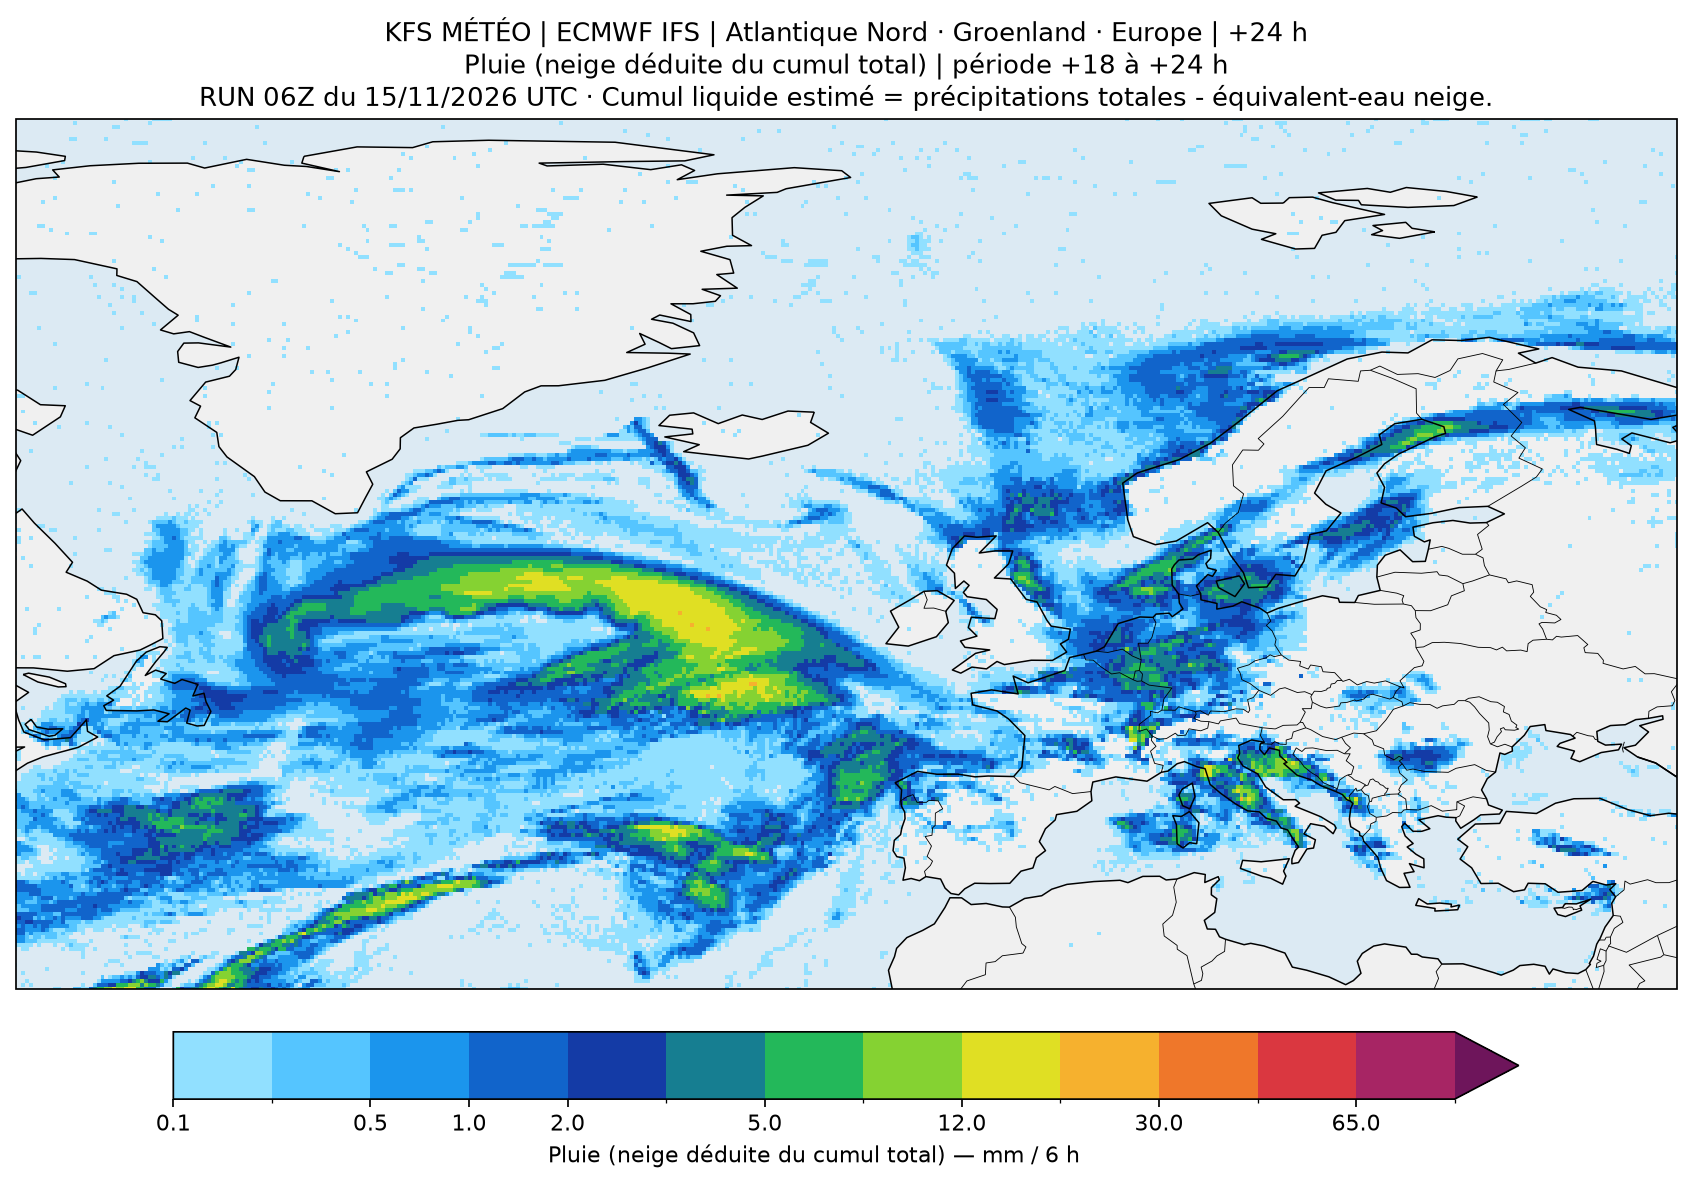 KFS MÉTÉO | ECMWF IFS | Atlantique Nord · Groenland · Europe | +24 h
Pluie (neige déduite du cumul total) | période +18 à +24 h
RUN 06Z du 15/11/2026 UTC · Cumul liquide estimé = précipitations totales - équivalent-eau neige.
0.1 0.5 1.0 2.0 5.0 12.0 30.0 65.0
Pluie (neige déduite du cumul total) — mm / 6 h